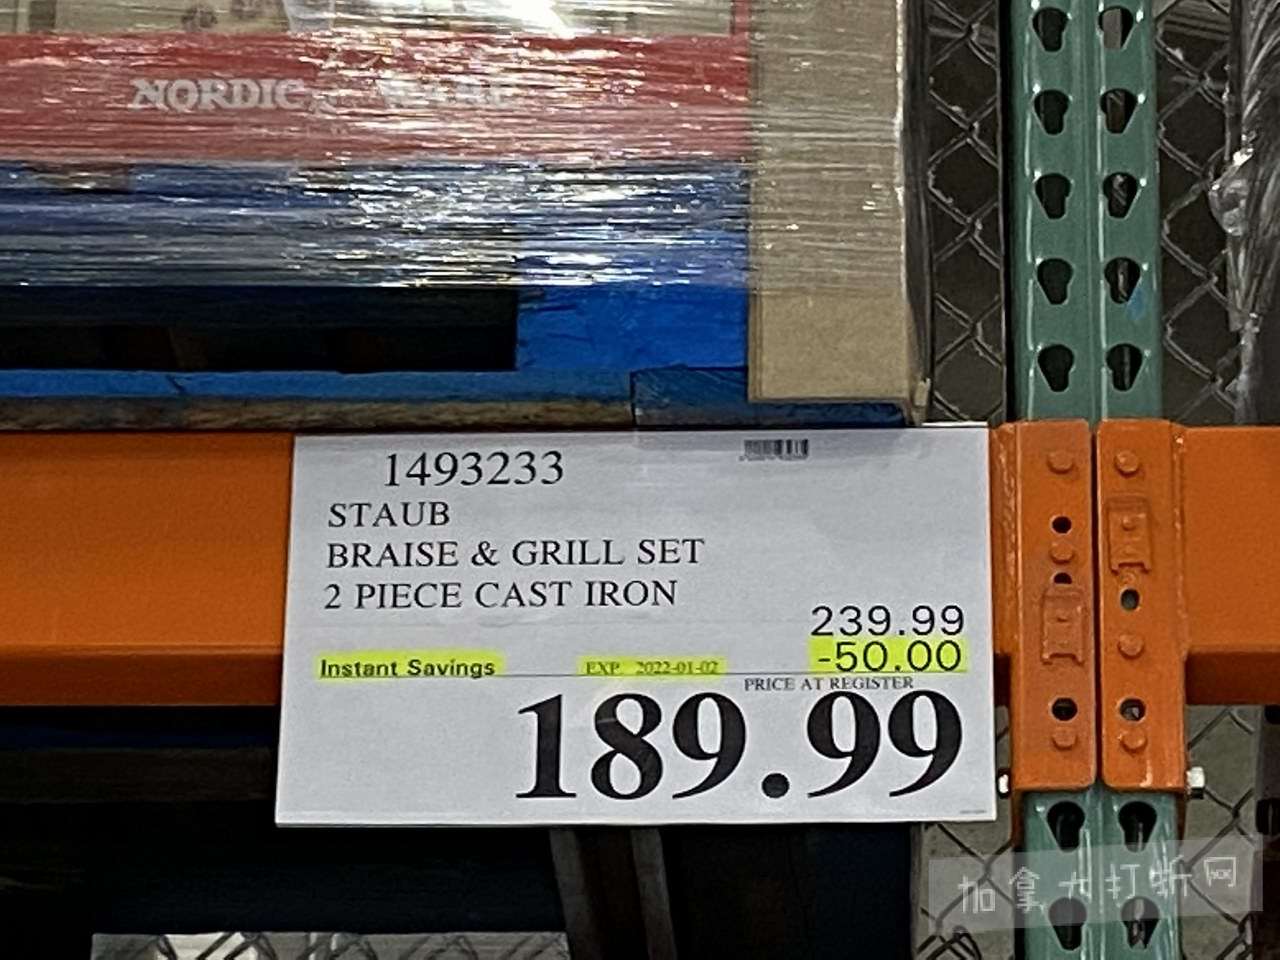 NORDIC WARE
1493233
STAUB
BRAISE & GRILL SET
2 PIECE CAST IRON
239.99
Instant Savings EXP. 2022-01-02 -50.00
PRICE AT REGISTER
189.99
加拿大打折网